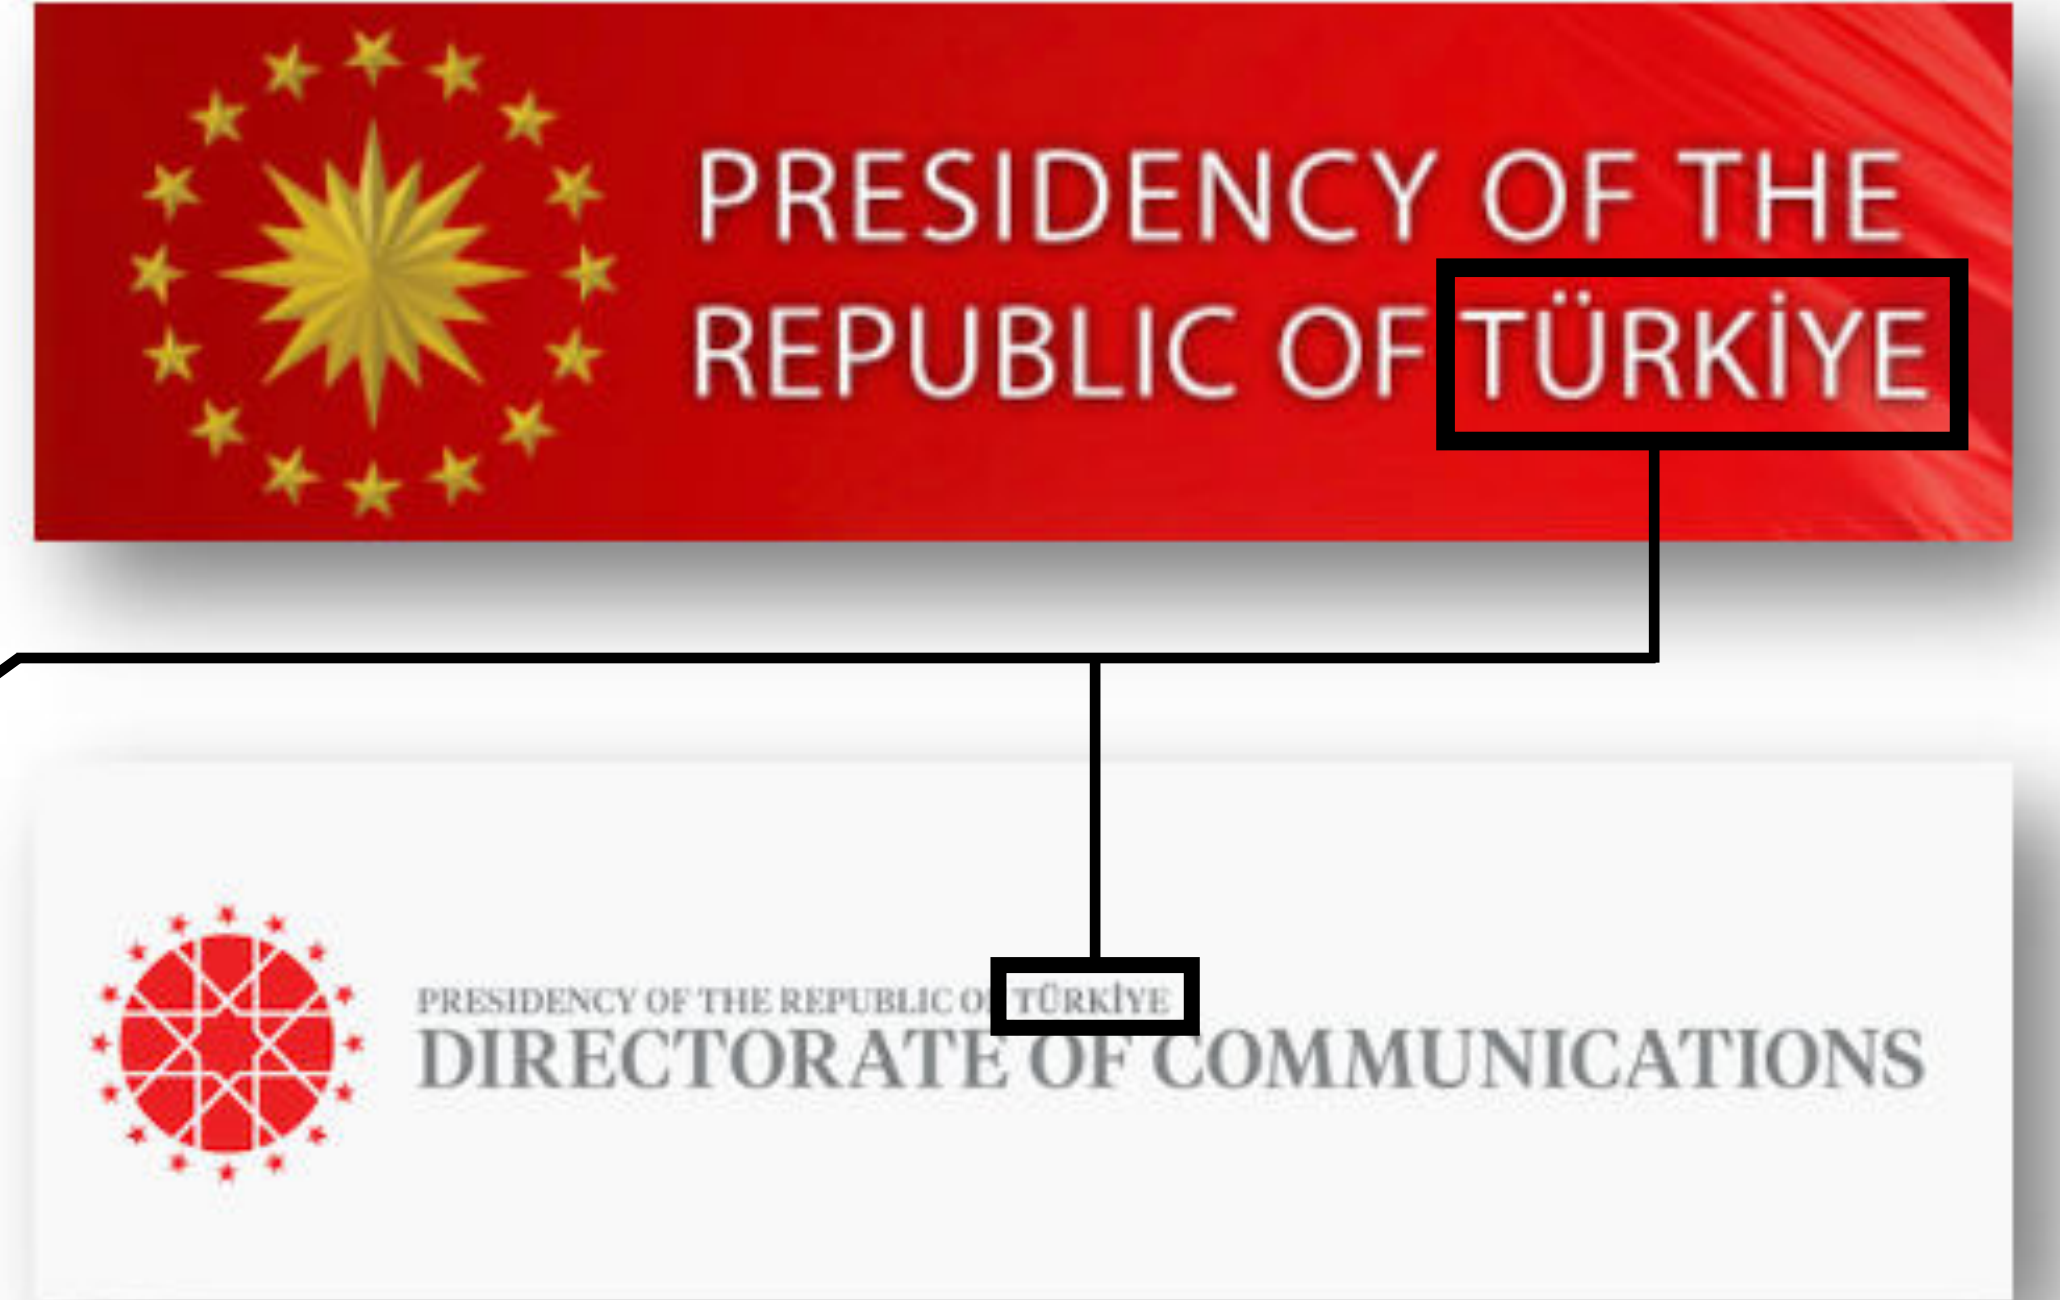 PRESIDENCY OF THE
REPUBLIC OF TÜRKİYE
PRESIDENCY OF THE REPUBLIC OF TÜRKİYE
DIRECTORATE OF COMMUNICATIONS